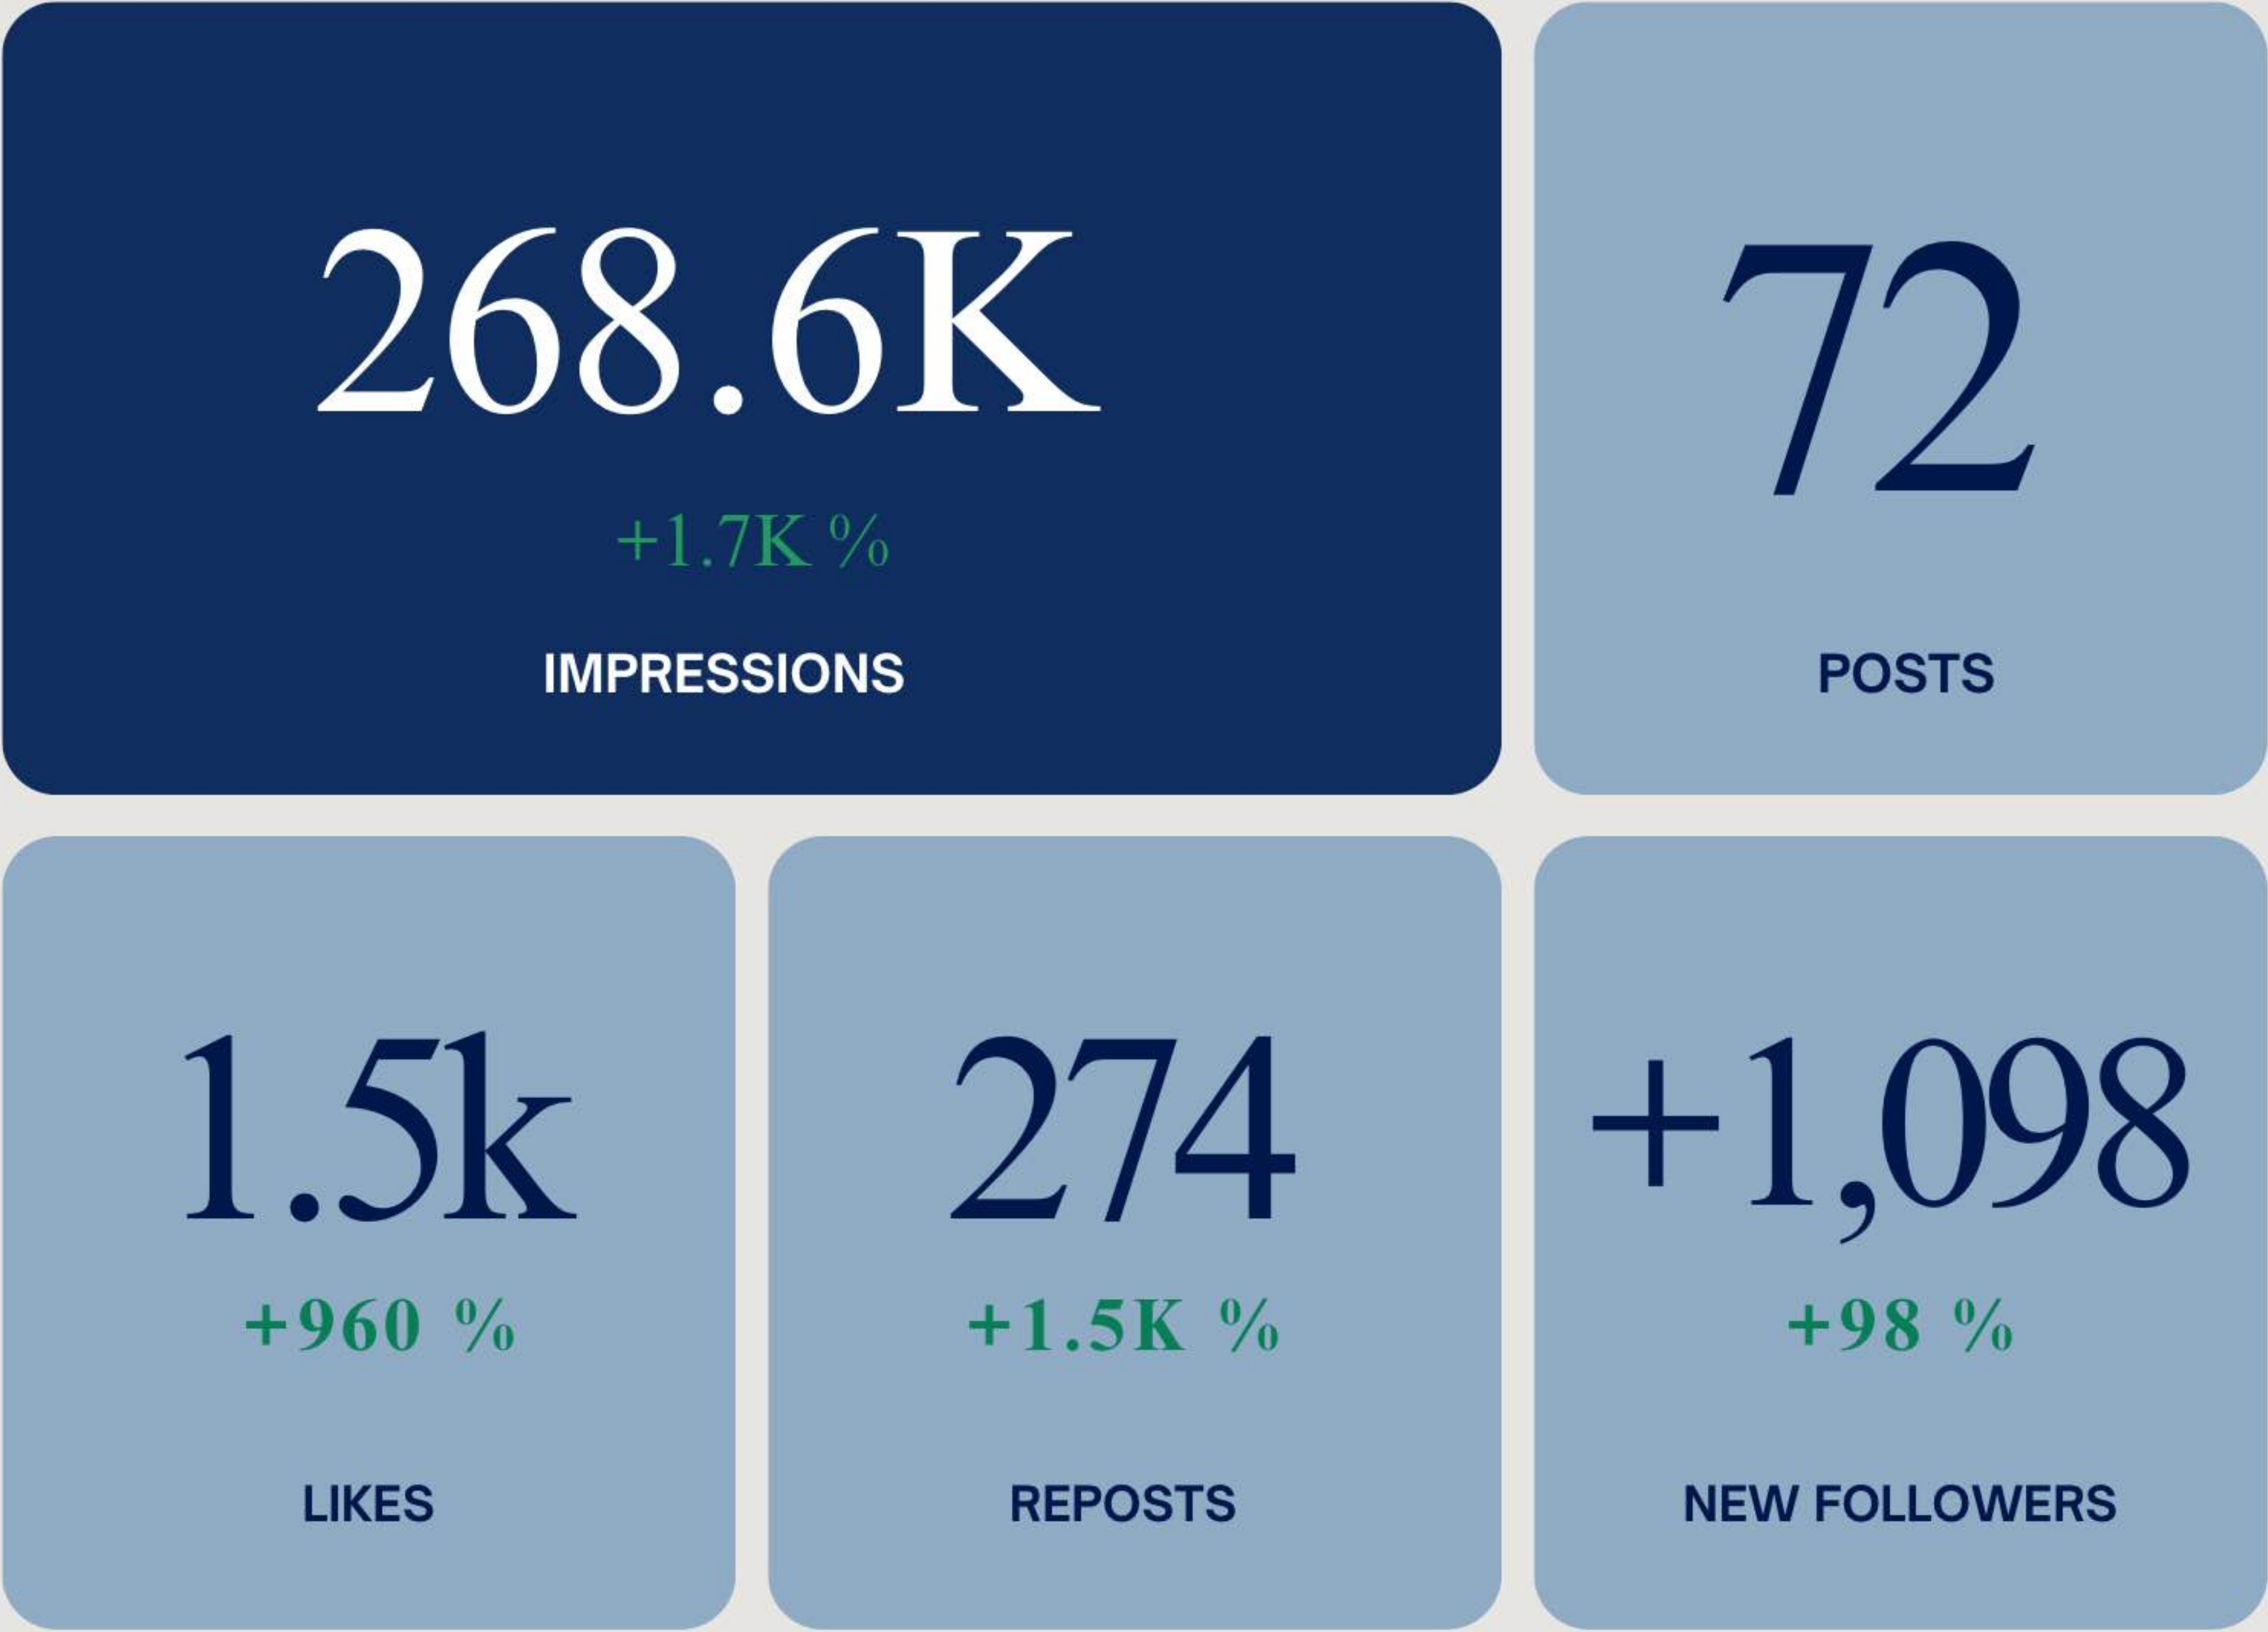 268.6K
+1.7K %
IMPRESSIONS
72
POSTS
1.5k
+960 %
LIKES
274
+1.5K %
REPOSTS
+1,098
+98 %
NEW FOLLOWERS